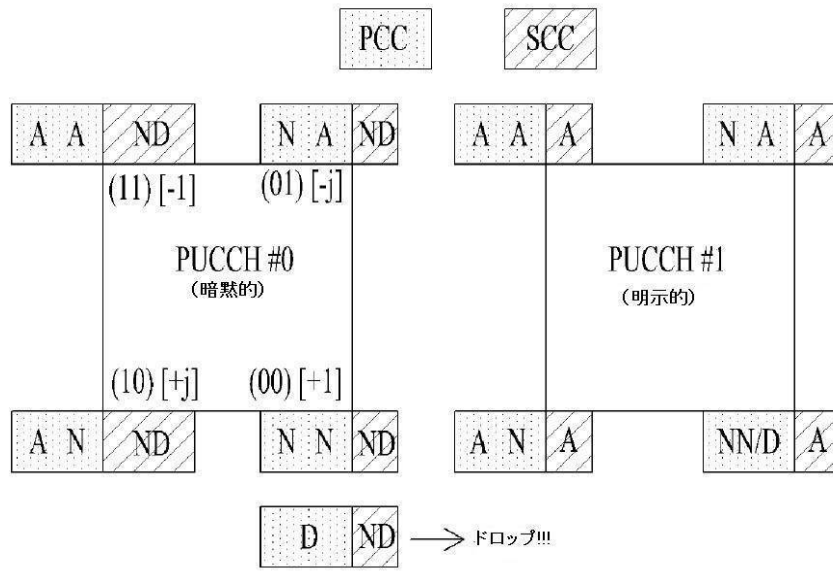 PCC SCC
A A ND N A ND A A A N A A
(11) [-1] (01) [-j]
PUCCH #0 PUCCH #1
(暗黙的) (明示的)
(10) [+j] (00) [+1]
A N ND N N ND A N A NN/D A
D ND ドロップ!!!